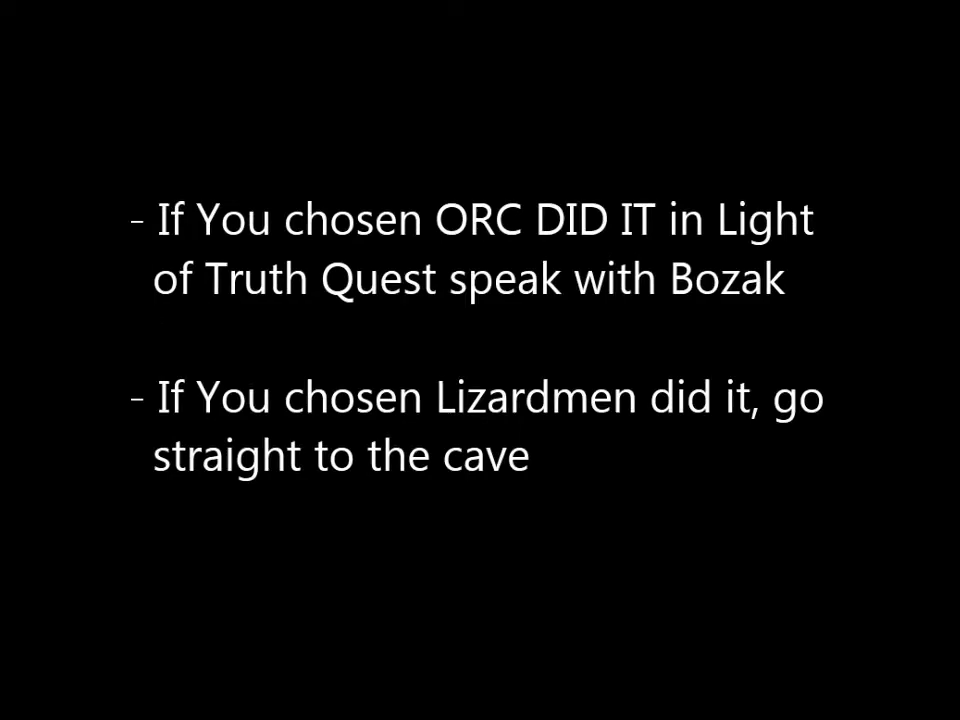 - If You chosen ORC DID IT in Light
of Truth Quest speak with Bozak
- If You chosen Lizardmen did it, go
straight to the cave